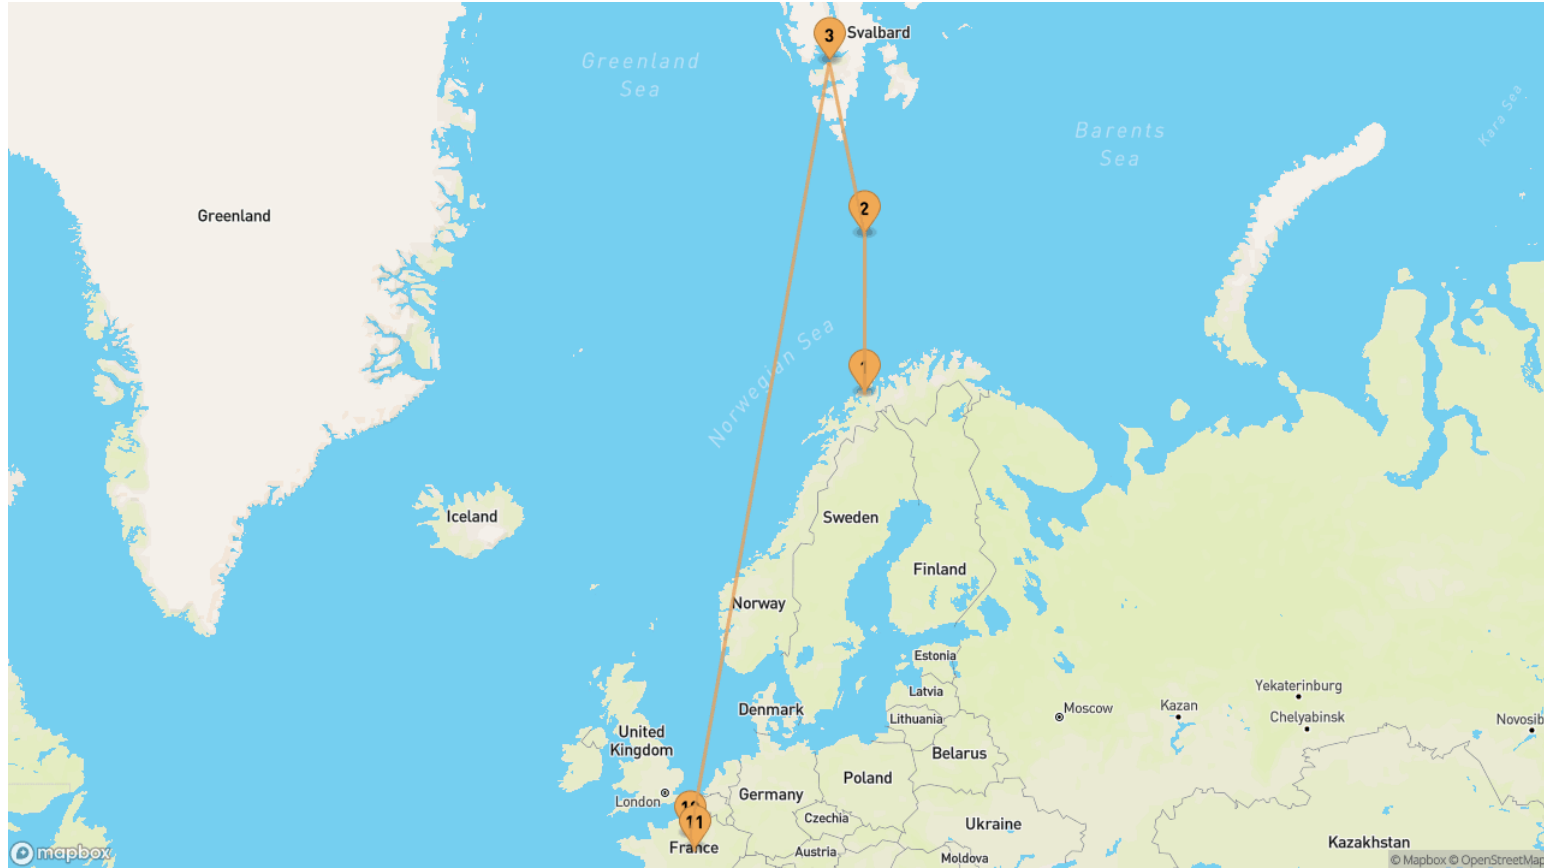 3
Svalbard
Greenland
Sea
Barents
Sea
Kara Sea
2
Greenland
Norwegian Sea
Iceland
Sweden
Finland
Norway
Estonia
Latvia
Lithuania
Denmark
Moscow
Kazan
Yekaterinburg
Chelyabinsk
Novosib
United
Kingdom
Belarus
Poland
Germany
London
Czechia
Ukraine
11
France
Austria
Moldova
Kazakhstan
mapbox
© Mapbox © OpenStreetMap